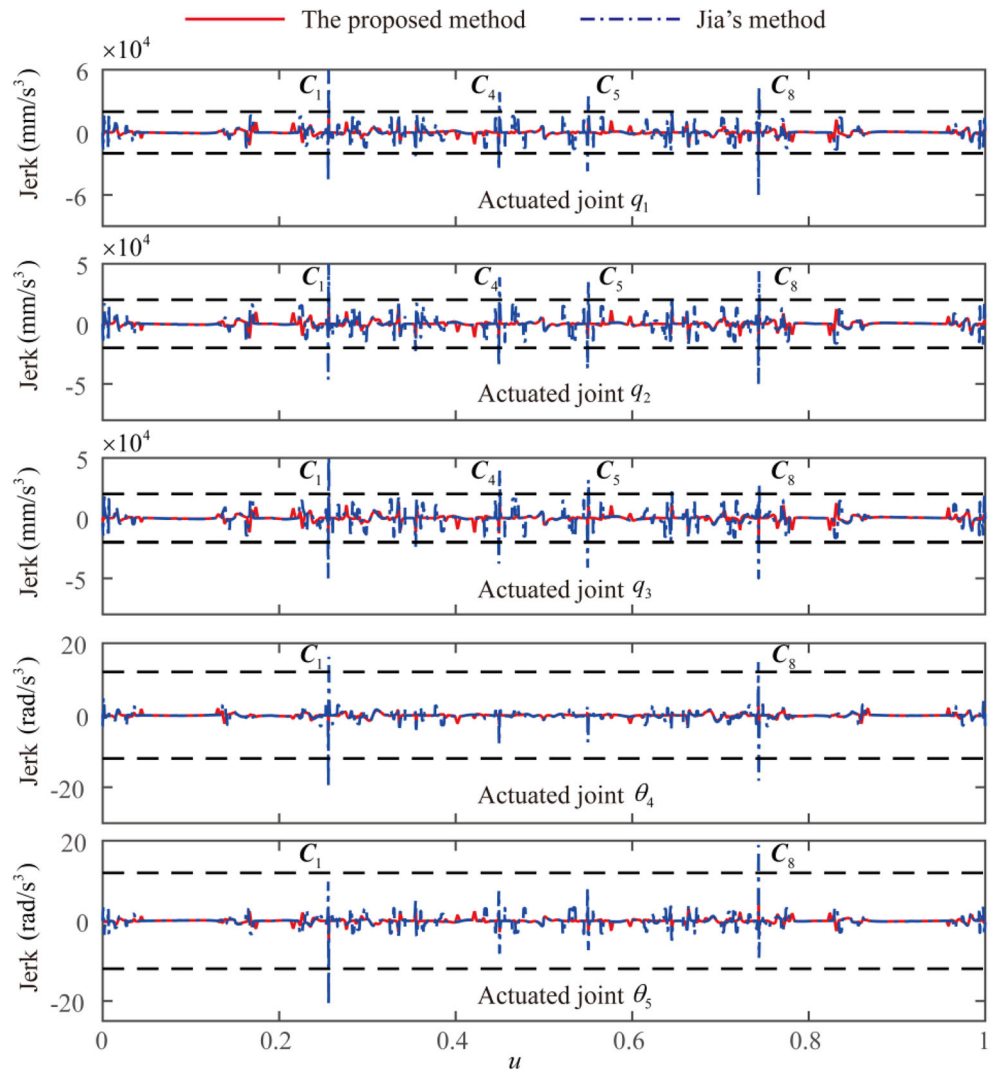 The proposed method Jia's method
×10⁴
Jerk (mm/s³)
6
0
-6
C₁ C₄ C₅ C₈
Actuated joint q₁
×10⁴
Jerk (mm/s³)
5
0
-5
C₁ C₄ C₅ C₈
Actuated joint q₂
×10⁴
Jerk (mm/s³)
5
0
-5
C₁ C₄ C₅ C₈
Actuated joint q₃
Jerk (rad/s³)
20
0
-20
-30
C₁ C₈
Actuated joint θ₄
Jerk (rad/s³)
20
0
-20
C₁ C₈
Actuated joint θ₅
0 0.2 0.4 0.6 0.8 1
u